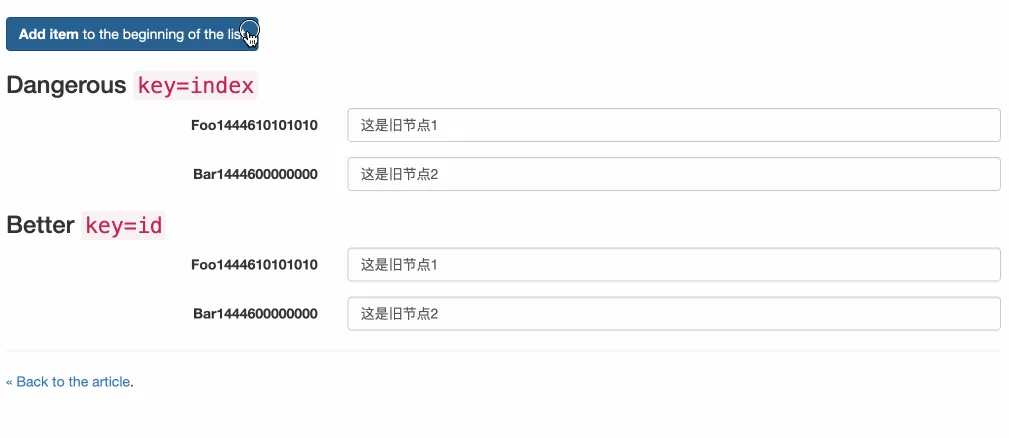 Add item to the beginning of the list
Dangerous key=index
Foo1444610101010 这是旧节点1
Bar1444600000000 这是旧节点2
Better key=id
Foo1444610101010 这是旧节点1
Bar1444600000000 这是旧节点2
« Back to the article.